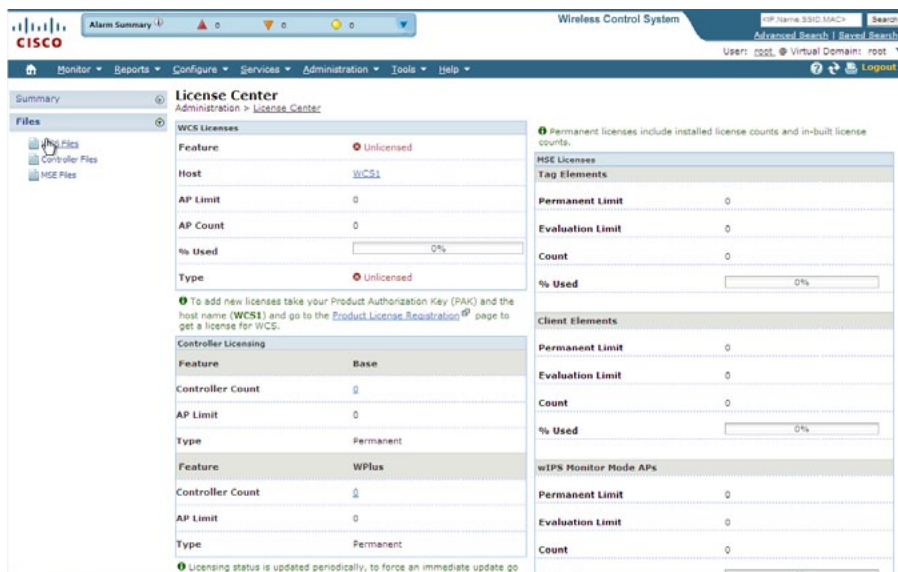 CISCO
Alarm Summary
0
0
0
Wireless Control System
<IP,Name,SSID,MAC>
Search
Advanced Search | Saved Search
User: root @ Virtual Domain: root
Monitor
Reports
Configure
Services
Administration
Tools
Help
Logout
Summary
Files
Files
Controller Files
MSE Files
License Center
Administration > License Center
WCS Licenses
Feature Unlicensed
Host WCS1
AP Limit 0
AP Count 0
% Used 0%
Type Unlicensed
To add new licenses take your Product Authorization Key (PAK) and the
host name (WCS1) and go to the Product License Registration page to
get a license for WCS.
Controller Licensing
Feature Base
Controller Count 0
AP Limit 0
Type Permanent
Feature WPlus
Controller Count 0
AP Limit 0
Type Permanent
Licensing status is updated periodically, to force an immediate update go
Permanent licenses include installed license counts and in-built license
counts.
MSE Licenses
Tag Elements
Permanent Limit 0
Evaluation Limit 0
Count 0
% Used 0%
Client Elements
Permanent Limit 0
Evaluation Limit 0
Count 0
% Used 0%
wIPS Monitor Mode APs
Permanent Limit 0
Evaluation Limit 0
Count 0